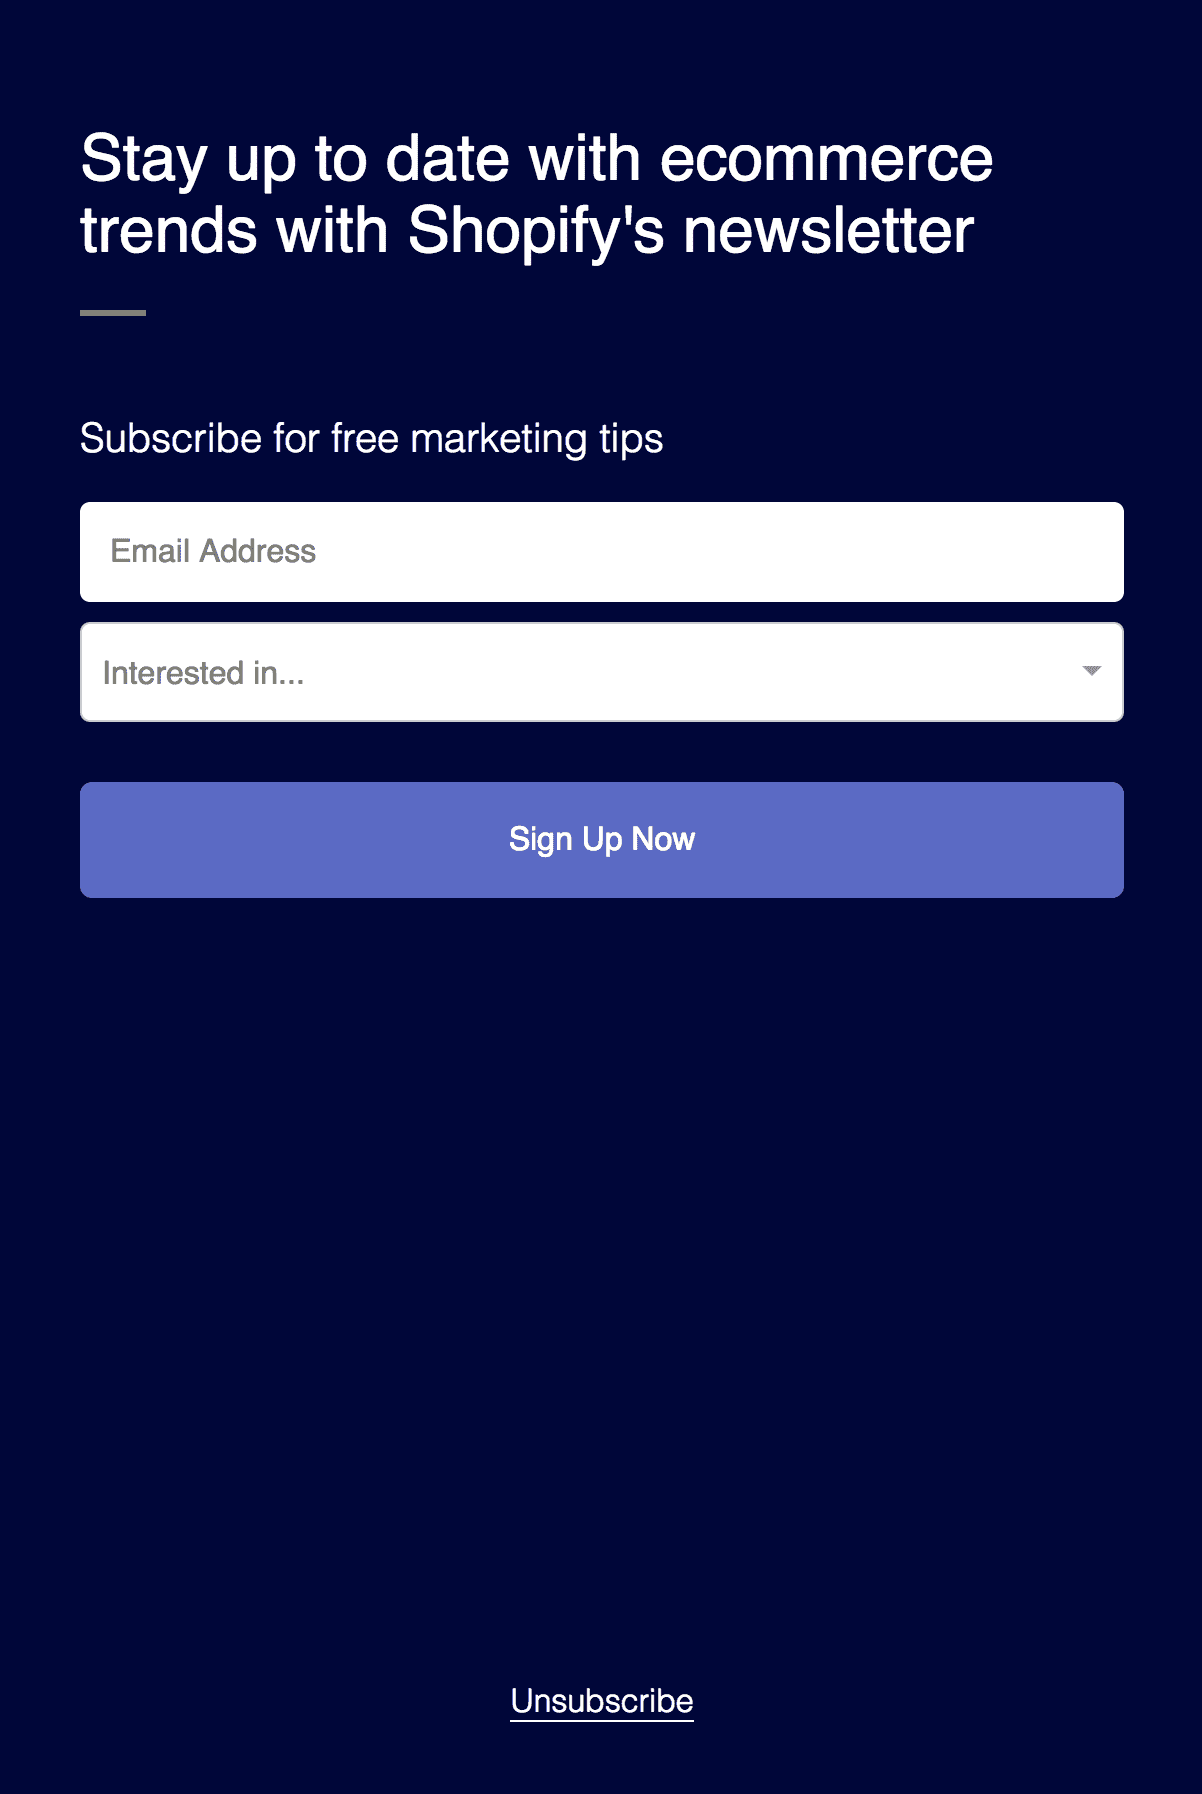 Stay up to date with ecommerce
trends with Shopify's newsletter
Subscribe for free marketing tips
Email Address
Interested in...
Sign Up Now
Unsubscribe